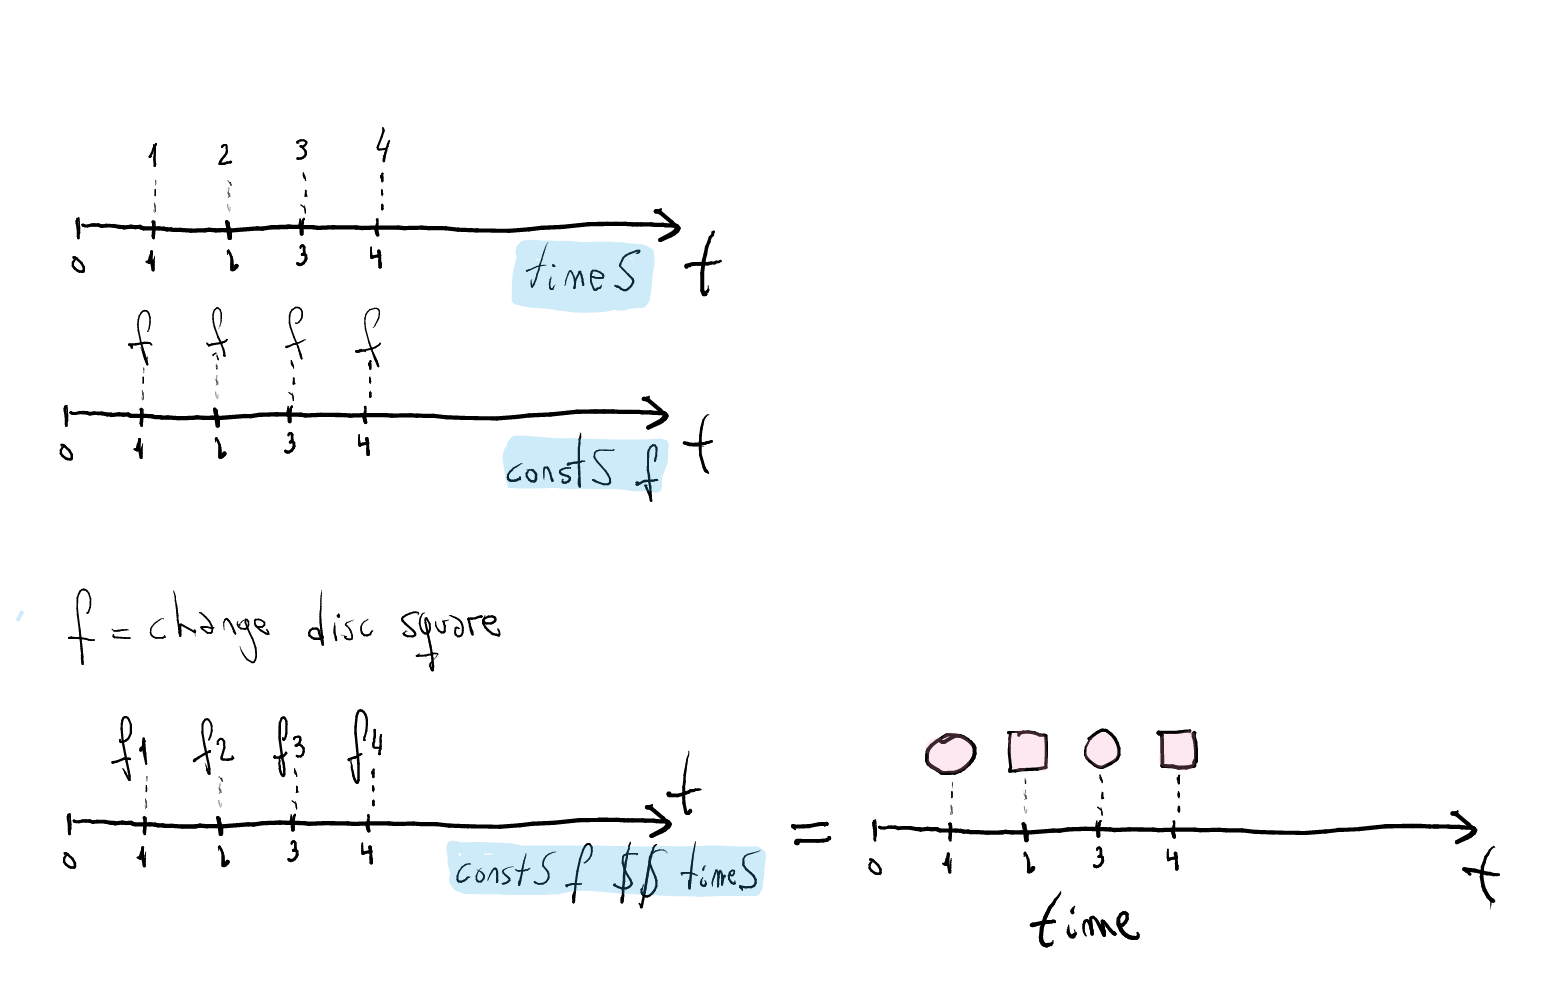 1 2 3 4
0 1 2 3 4
timeS t
f f f f
0 1 2 3 4
constS f t
f = change disc square
f1 f2 f3 f4
t
0 1 2 3 4
constS f $$ timeS
=
0 1 2 3 4
t
time